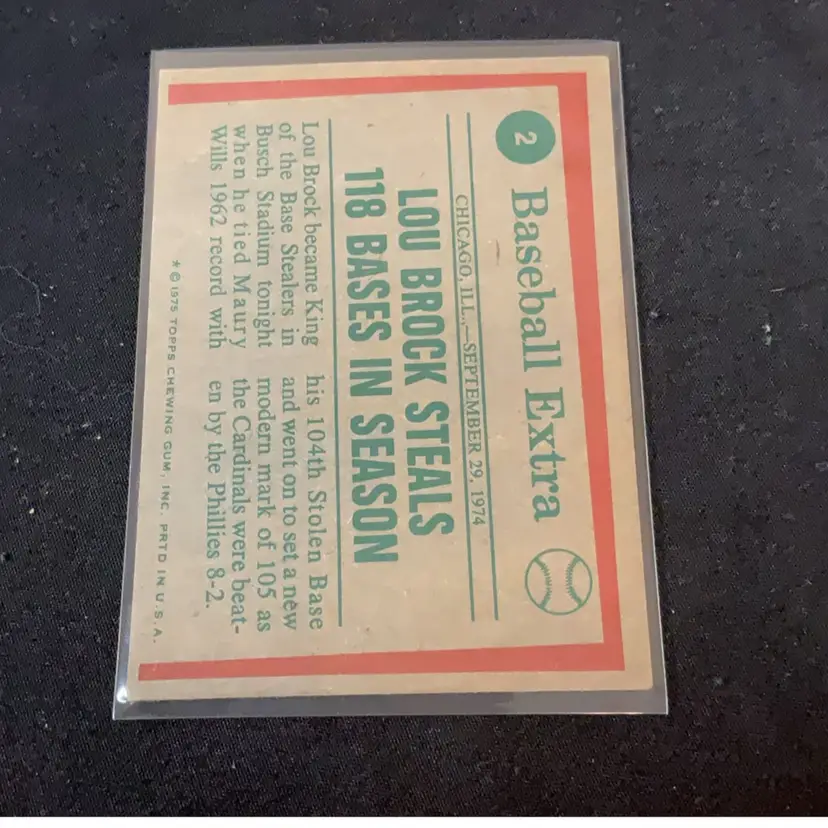 2
Baseball Extra
CHICAGO, ILL.,—SEPTEMBER 29, 1974
LOU BROCK STEALS
118 BASES IN SEASON
Lou Brock became King
of the Base Stealers in
Busch Stadium tonight
when he tied Maury
Wills 1962 record with
his 104th Stolen Base
and went on to set a new
modern mark of 105 as
the Cardinals were beat-
en by the Phillies 8-2.
★ © 1975 TOPPS CHEWING GUM, INC. PRTD IN U.S.A.